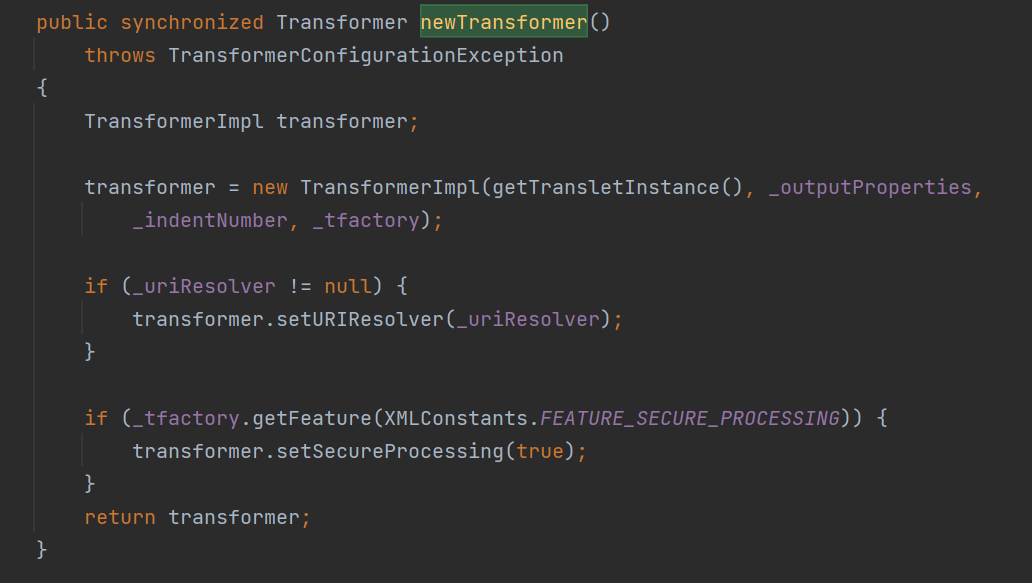 public synchronized Transformer newTransformer()
    throws TransformerConfigurationException
{
    TransformerImpl transformer;

    transformer = new TransformerImpl(getTransletInstance(), _outputProperties,
        _indentNumber, _tfactory);

    if (_uriResolver != null) {
        transformer.setURIResolver(_uriResolver);
    }

    if (_tfactory.getFeature(XMLConstants.FEATURE_SECURE_PROCESSING)) {
        transformer.setSecureProcessing(true);
    }
    return transformer;
}